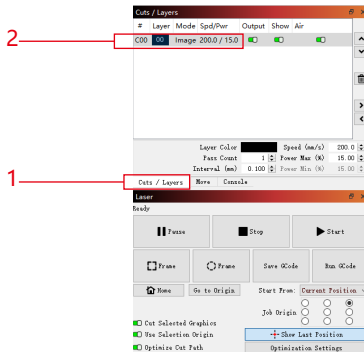 Cuts / Layers
# Layer Mode Spd/Pwr Output Show Air
2
C00 00 Image 200.0 / 15.0
Layer Color Speed (mm/s) 200.0
Pass Count 1 Power Max (%) 15.00
Interval (mm) 0.100 Power Min (%) 15.00
1
Cuts / Layers Move Console
Laser
Ready
Pause Stop Start
Frame Frame Save GCode Run GCode
Home Go to Origin Start From: Current Position
Job Origin
Cut Selected Graphics
Use Selection Origin Show Last Position
Optimize Cut Path Optimization Settings